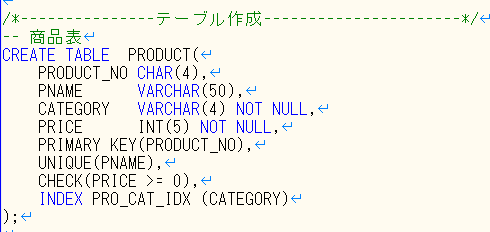 /*---------------テーブル作成----------------------*/
-- 商品表
CREATE TABLE  PRODUCT(
    PRODUCT_NO CHAR(4),
    PNAME      VARCHAR(50),
    CATEGORY   VARCHAR(4) NOT NULL,
    PRICE      INT(5) NOT NULL,
    PRIMARY KEY(PRODUCT_NO),
    UNIQUE(PNAME),
    CHECK(PRICE >= 0),
    INDEX PRO_CAT_IDX (CATEGORY)
);